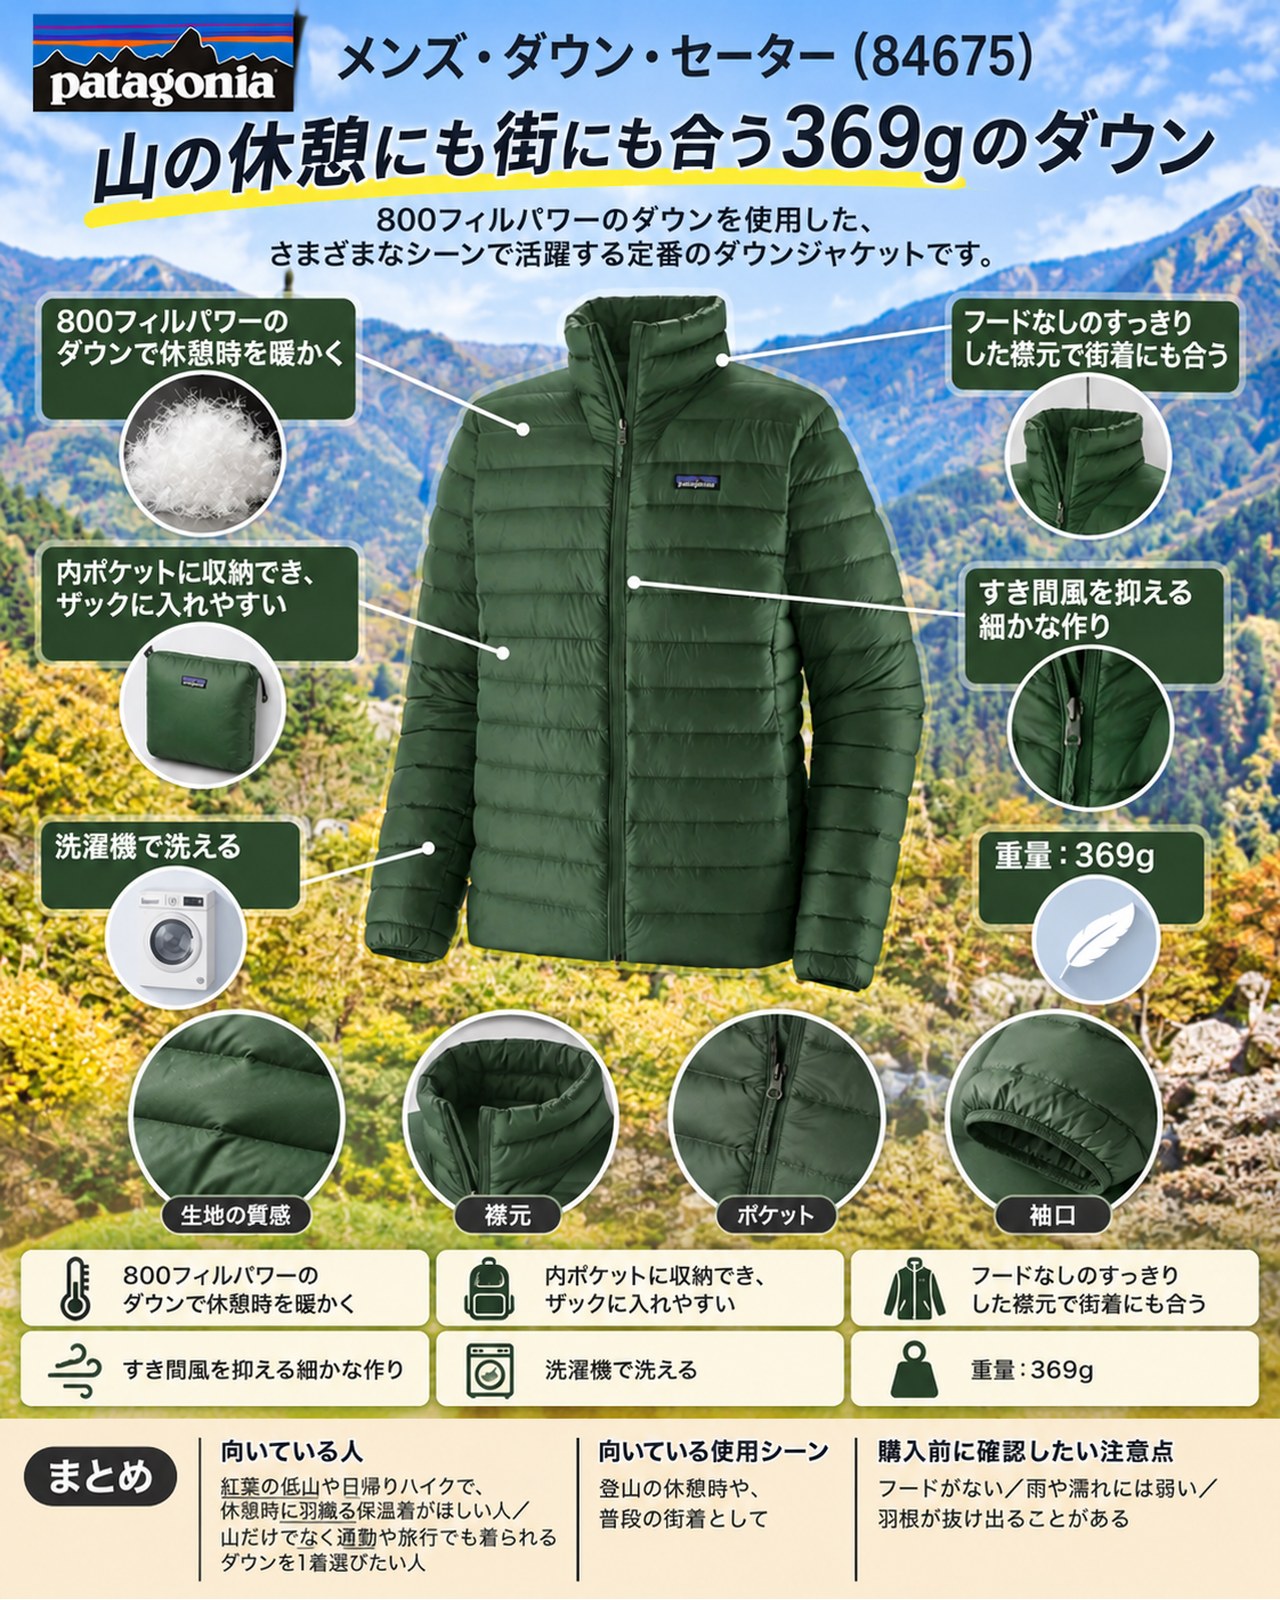 patagonia
メンズ・ダウン・セーター (84675)
山の休憩にも街にも合う369gのダウン
800フィルパワーのダウンを使用した、
さまざまなシーンで活躍する定番のダウンジャケットです。
800フィルパワーの
ダウンで休憩時を暖かく
フードなしのすっきり
した襟元で街着にも合う
patagonia
内ポケットに収納でき、
ザックに入れやすい
すき間風を抑える
細かな作り
洗濯機で洗える
重量：369g
生地の質感
襟元
ポケット
袖口
800フィルパワーの
ダウンで休憩時を暖かく
内ポケットに収納でき、
ザックに入れやすい
フードなしのすっきり
した襟元で街着にも合う
すき間風を抑える細かな作り
洗濯機で洗える
重量：369g
まとめ
向いている人
紅葉の低山や日帰りハイクで、
休憩時に羽織る保温着がほしい人／
山だけでなく通勤や旅行でも着られる
ダウンを1着選びたい人
向いている使用シーン
登山の休憩時や、
普段の街着として
購入前に確認したい注意点
フードがない／雨や濡れには弱い／
羽根が抜け出ることがある